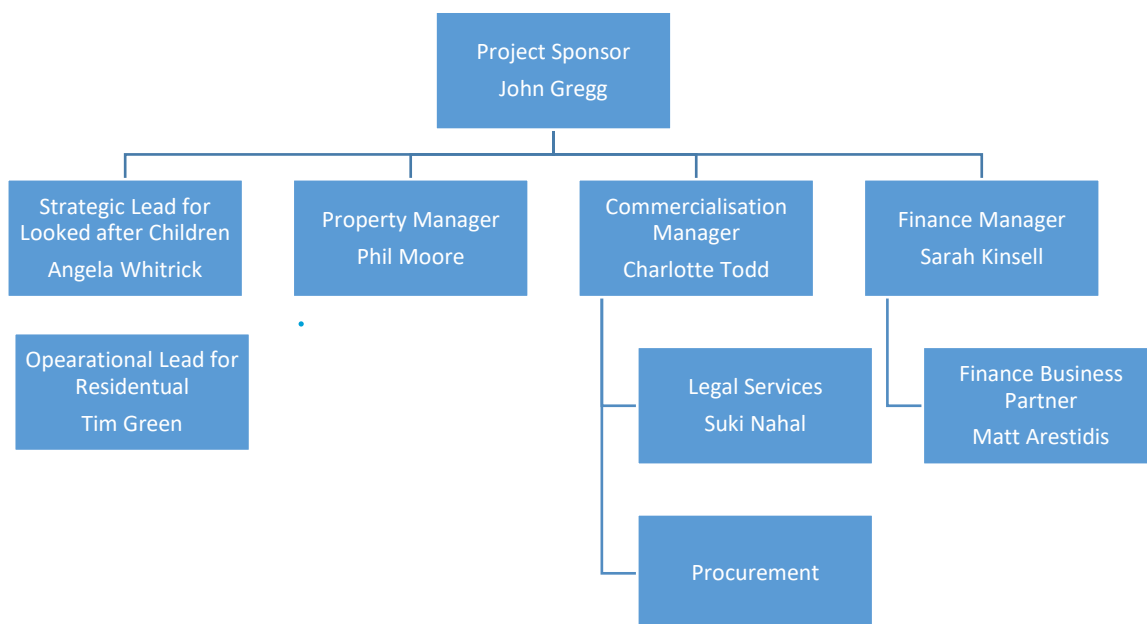 Project Sponsor
John Gregg
Strategic Lead for
Looked after Children
Angela Whitrick
Property Manager
Phil Moore
Commercialisation
Manager
Charlotte Todd
Finance Manager
Sarah Kinsell
Opearational Lead for
Residentual
Tim Green
Legal Services
Suki Nahal
Finance Business
Partner
Matt Arestidis
Procurement